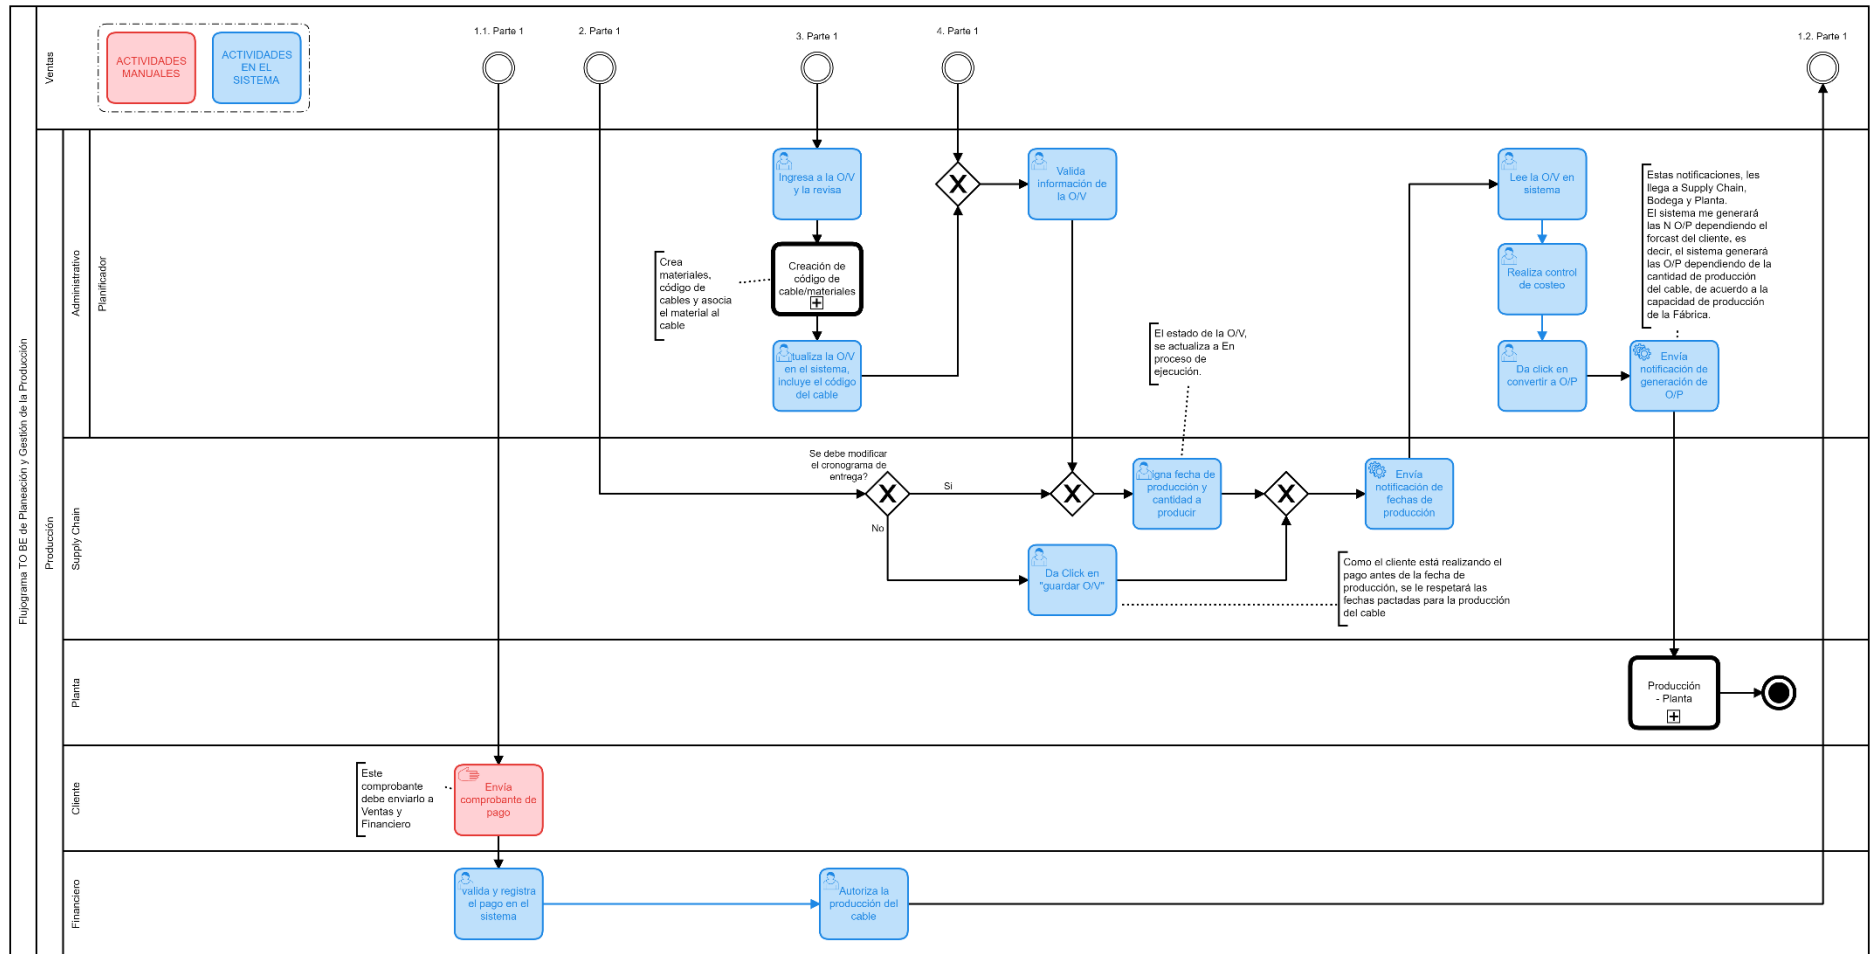 Flujograma TO BE de Planeación y Gestión de la Producción
Ventas
ACTIVIDADES
MANUALES
ACTIVIDADES
EN EL
SISTEMA
1.1. Parte 1
2. Parte 1
3. Parte 1
4. Parte 1
1.2. Parte 1
Producción
Administrativo
Planificador
Ingresa a la O/V
y la revisa
Creación de
código de
cable/materiales
Crea
materiales,
código de
cables y asocia
el material al
cable
tualiza la O/V
en el sistema,
incluye el código
del cable
Valida
información de
la O/V
Lee la O/V en
sistema
Realiza control
de costeo
Da click en
convertir a O/P
Envía
notificación de
generación de
O/P
Estas notificaciones, les
llega a Supply Chain,
Bodega y Planta.
El sistema me generará
las N O/P dependiendo el
forcast del cliente, es
decir, el sistema generará
las O/P dependiendo de la
cantidad de producción
del cable, de acuerdo a la
capacidad de producción
de la Fábrica.
El estado de la O/V,
se actualiza a En
proceso de
ejecución.
Supply Chain
Se debe modificar
el cronograma de
entrega?
Si
No
igna fecha de
producción y
cantidad a
producir
Envía
notificación de
fechas de
producción
Da Click en
"guardar O/V"
Como el cliente está realizando el
pago antes de la fecha de
producción, se le respetará las
fechas pactadas para la producción
del cable
Planta
Producción
- Planta
Cliente
Este
comprobante
debe enviarlo a
Ventas y
Financiero
Envía
comprobante de
pago
Financiero
valida y registra
el pago en el
sistema
Autoriza la
producción del
cable